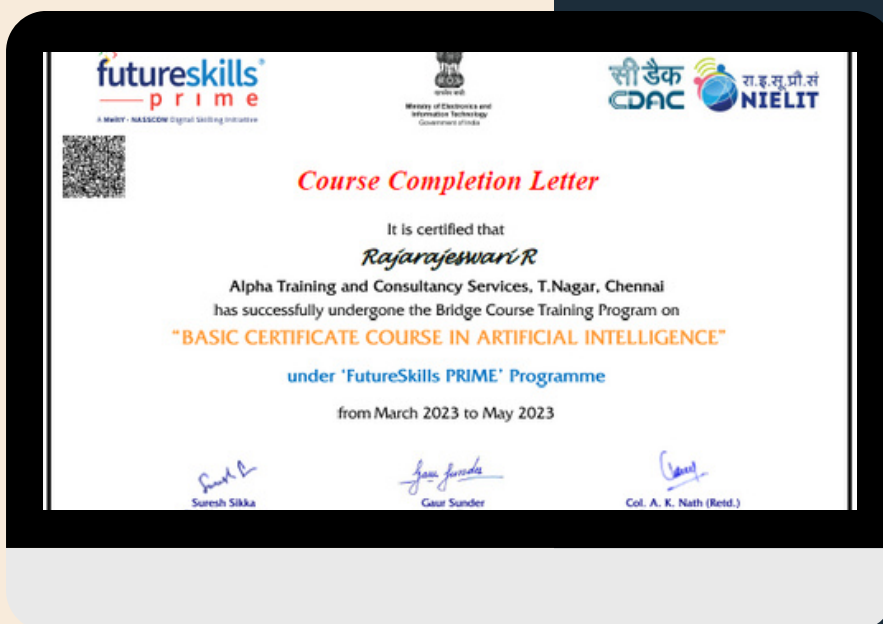 futureskills
prime
A MeitY - NASSCOM Digital Skilling Initiative
Ministry of Electronics and
Information Technology
Government of India
सी डैक
CDAC
रा.इ.सू.प्रौ.सं
NIELIT
Course Completion Letter
It is certified that
Rajarajeswari R
Alpha Training and Consultancy Services, T.Nagar, Chennai
has successfully undergone the Bridge Course Training Program on
"BASIC CERTIFICATE COURSE IN ARTIFICIAL INTELLIGENCE"
under 'FutureSkills PRIME' Programme
from March 2023 to May 2023
Suresh Sikka
Gaur Sunder
Col. A. K. Nath (Retd.)